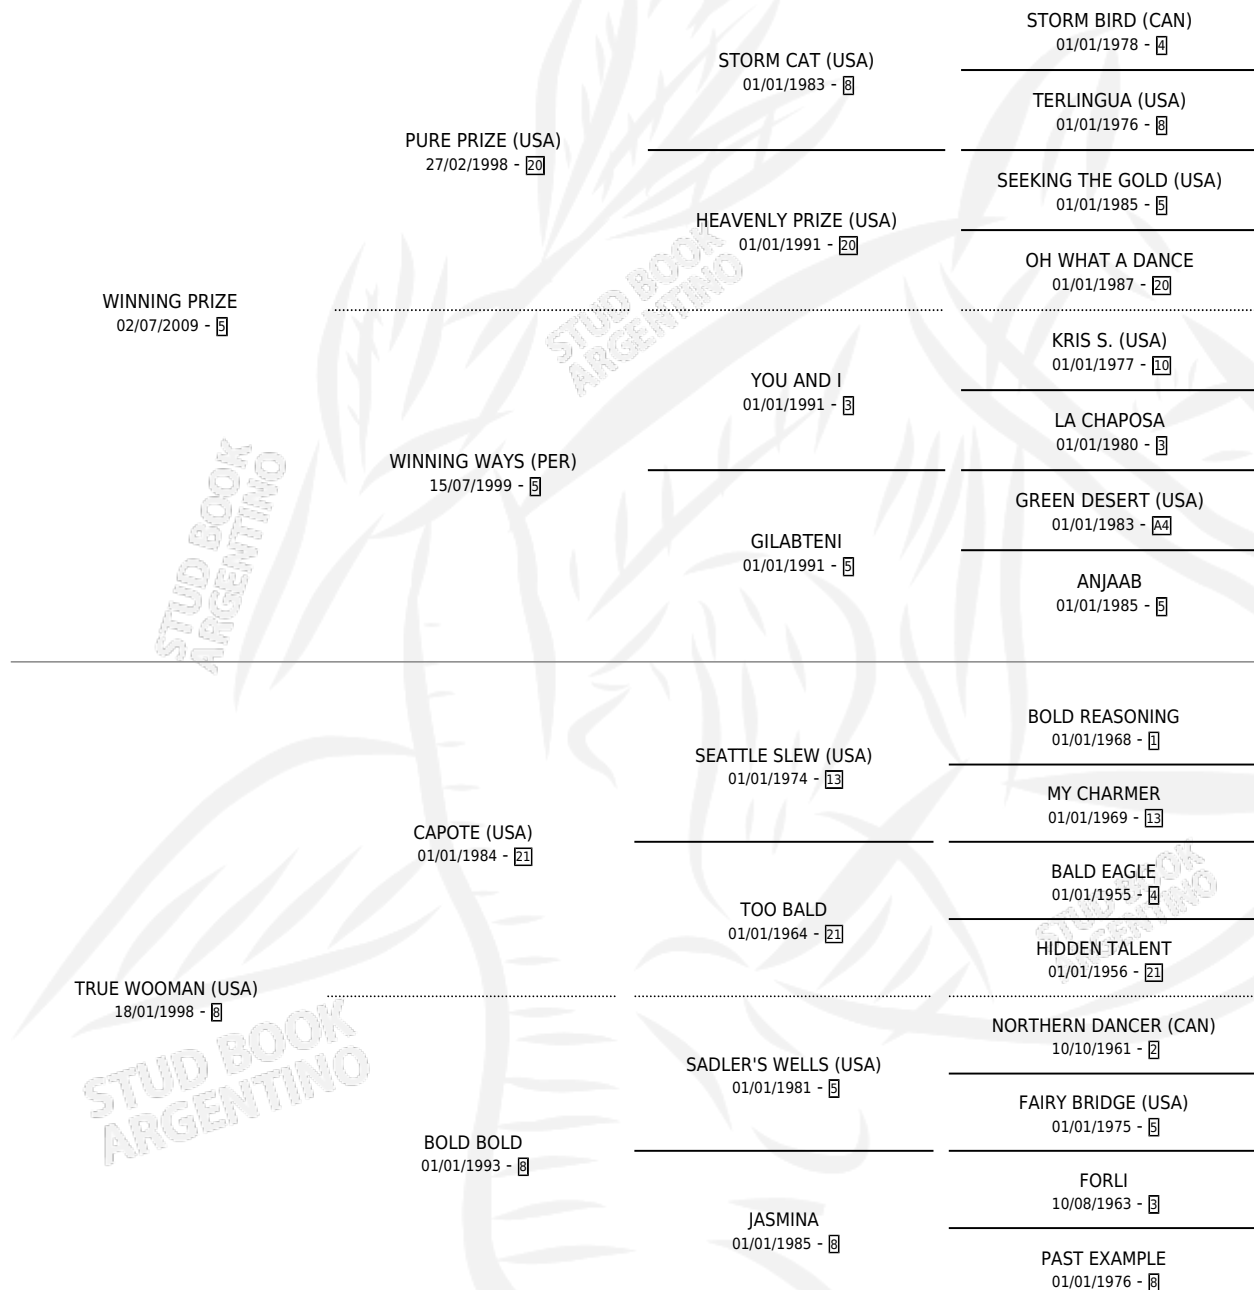 STORM BIRD (CAN)
01/01/1978 - 4
STORM CAT (USA)
01/01/1983 - 8
TERLINGUA (USA)
01/01/1976 - 8
PURE PRIZE (USA)
27/02/1998 - 20
SEEKING THE GOLD (USA)
01/01/1985 - 5
HEAVENLY PRIZE (USA)
01/01/1991 - 20
OH WHAT A DANCE
01/01/1987 - 20
WINNING PRIZE
02/07/2009 - 5
KRIS S. (USA)
01/01/1977 - 10
YOU AND I
01/01/1991 - 3
LA CHAPOSA
01/01/1980 - 3
WINNING WAYS (PER)
15/07/1999 - 5
GREEN DESERT (USA)
01/01/1983 - A4
GILABTENI
01/01/1991 - 5
ANJAAB
01/01/1985 - 5
STUD BOOK
ARGENTINO
STUD BOOK
ARGENTINO
BOLD REASONING
01/01/1968 - 1
SEATTLE SLEW (USA)
01/01/1974 - 13
MY CHARMER
01/01/1969 - 13
CAPOTE (USA)
01/01/1984 - 21
BALD EAGLE
01/01/1955 - 4
TOO BALD
01/01/1964 - 21
HIDDEN TALENT
01/01/1956 - 21
TRUE WOOMAN (USA)
18/01/1998 - 8
NORTHERN DANCER (CAN)
10/10/1961 - 2
SADLER'S WELLS (USA)
01/01/1981 - 5
FAIRY BRIDGE (USA)
01/01/1975 - 5
BOLD BOLD
01/01/1993 - 8
FORLI
10/08/1963 - 3
JASMINA
01/01/1985 - 8
PAST EXAMPLE
01/01/1976 - 8
STUD BOOK
ARGENTINO
STUD BOOK
ARGENTINO